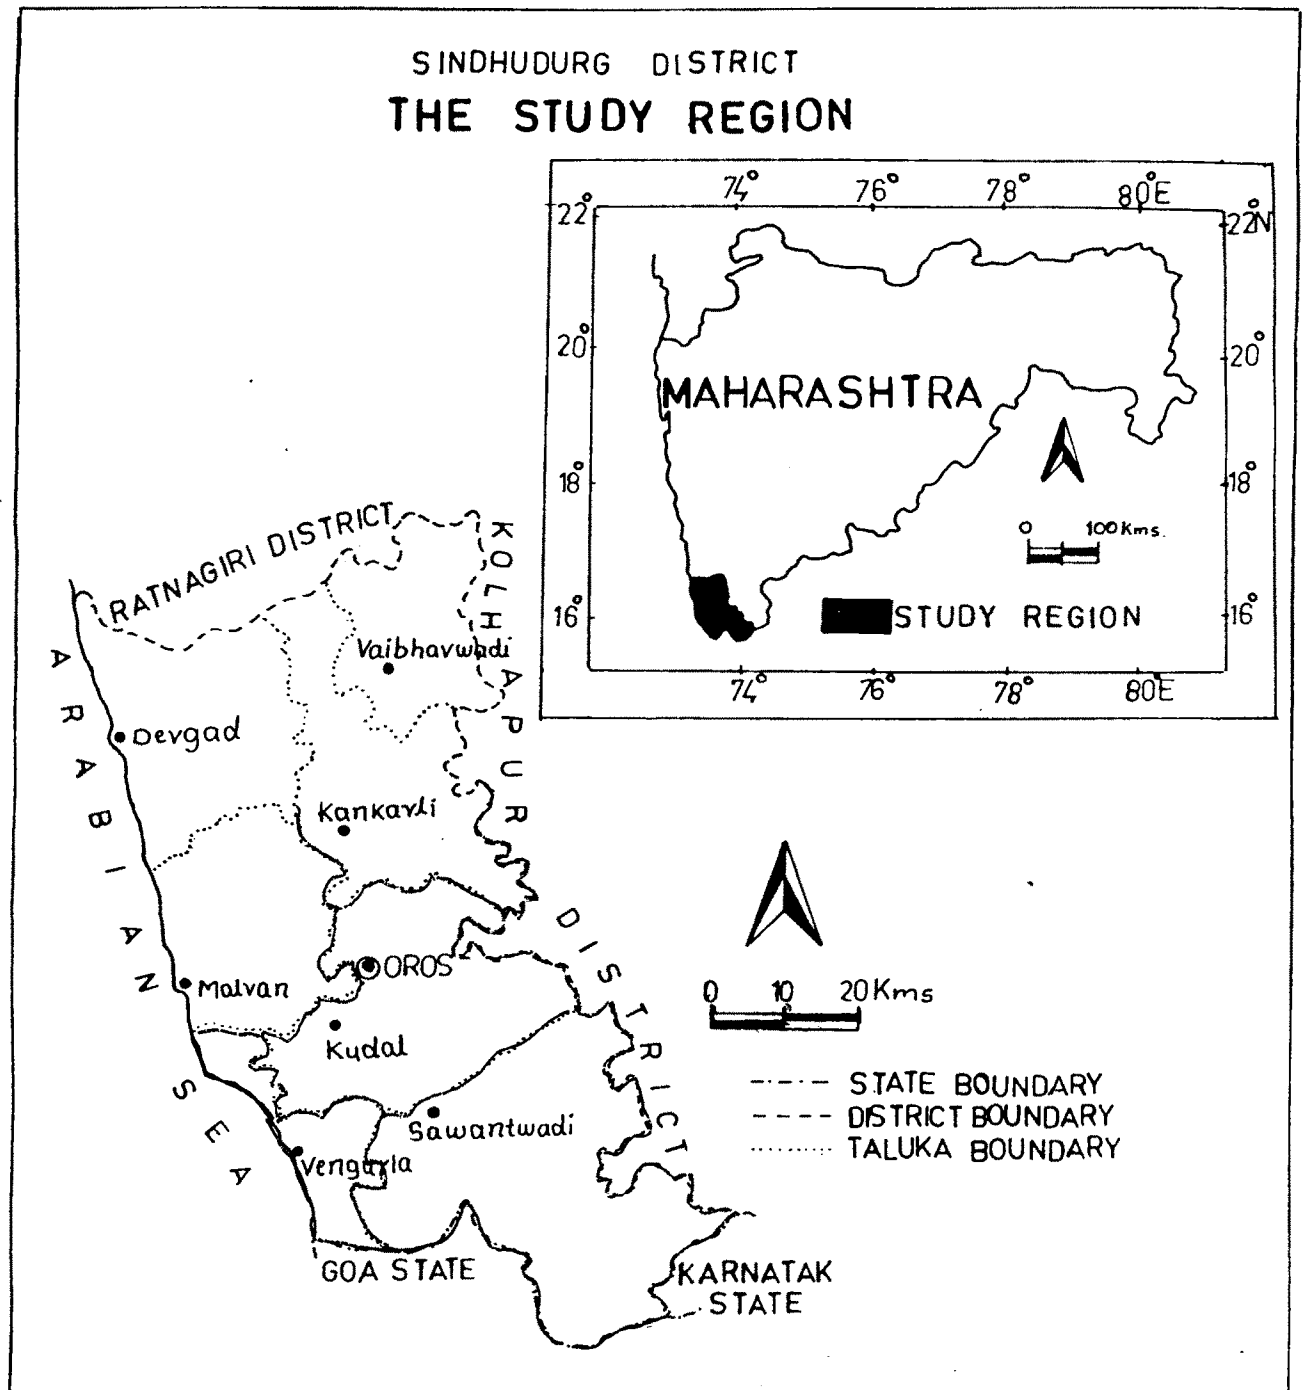 SINDHUDURG DISTRICT
THE STUDY REGION
74° 76° 78° 80°E
22° 22°N
20° 20°
MAHARASHTRA
18° 18°
0 100Kms.
16° 16°
STUDY REGION
74° 76° 78° 80°E
RATNAGIRI DISTRICT
KOLHAPUR DISTRICT
ARABIAN SEA
Vaibhavwadi
Devgad
Kankavli
OROS
Malvan
Kudal
Sawantwadi
Vengurla
GOA STATE
KARNATAK
STATE
0 10 20Kms
STATE BOUNDARY
DISTRICT BOUNDARY
TALUKA BOUNDARY